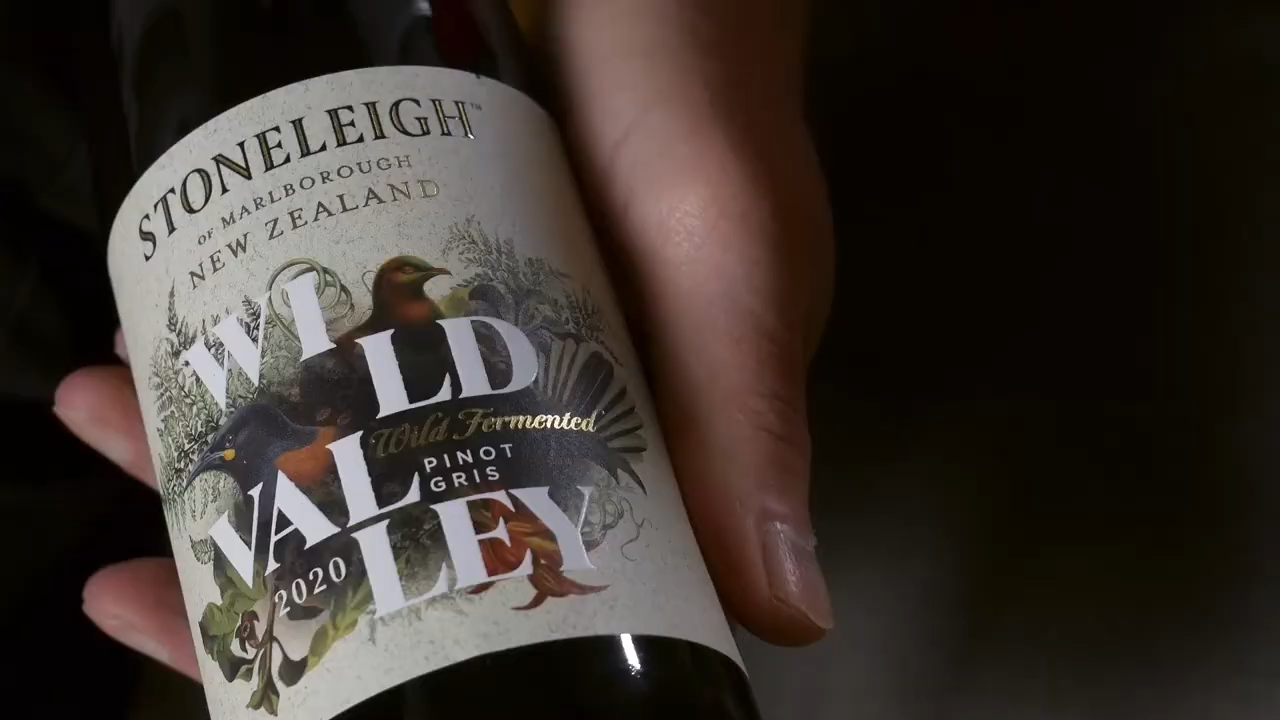 STONELEIGH™
OF MARLBOROUGH
NEW ZEALAND
WILD
Wild Fermented
PINOT
GRIS
VALLEY
2020